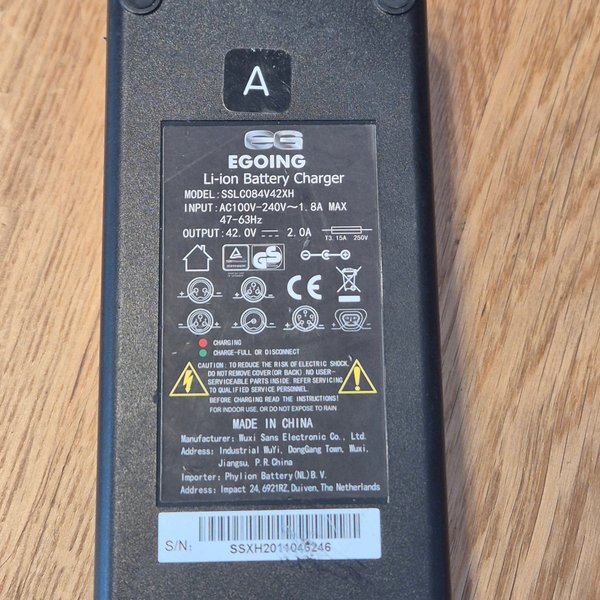 A
EG
EGOING
Li-ion Battery Charger
MODEL: SSLC084V42XH
INPUT: AC100V-240V~1.8A MAX
47-63Hz
OUTPUT: 42.0V 2.0A
T3.15A 250V
GS
CE
CHARGING
CHARGE-FULL OR DISCONNECT
CAUTION: TO REDUCE THE RISK OF ELECTRIC SHOCK,
DO NOT REMOVE COVER(OR BACK). NO USER-
SERVICEABLE PARTS INSIDE. REFER SERVICING
TO QUALIFIED SERVICE PERSONNEL.
BEFORE CHARGING READ THE INSTRUCTIONS!
FOR INDOOR USE. OR DO NOT EXPOSE TO RAIN
MADE IN CHINA
Manufacturer: Wuxi Sans Electronic Co., Ltd.
Address: Industrial WuYi, DongGang Town, Wuxi,
Jiangsu, P.R.China
Importer: Phylion Battery(NL)B.V.
Address: Impact 24,6921RZ,Duiven,The Netherlands
S/N:
SSXH2011046246